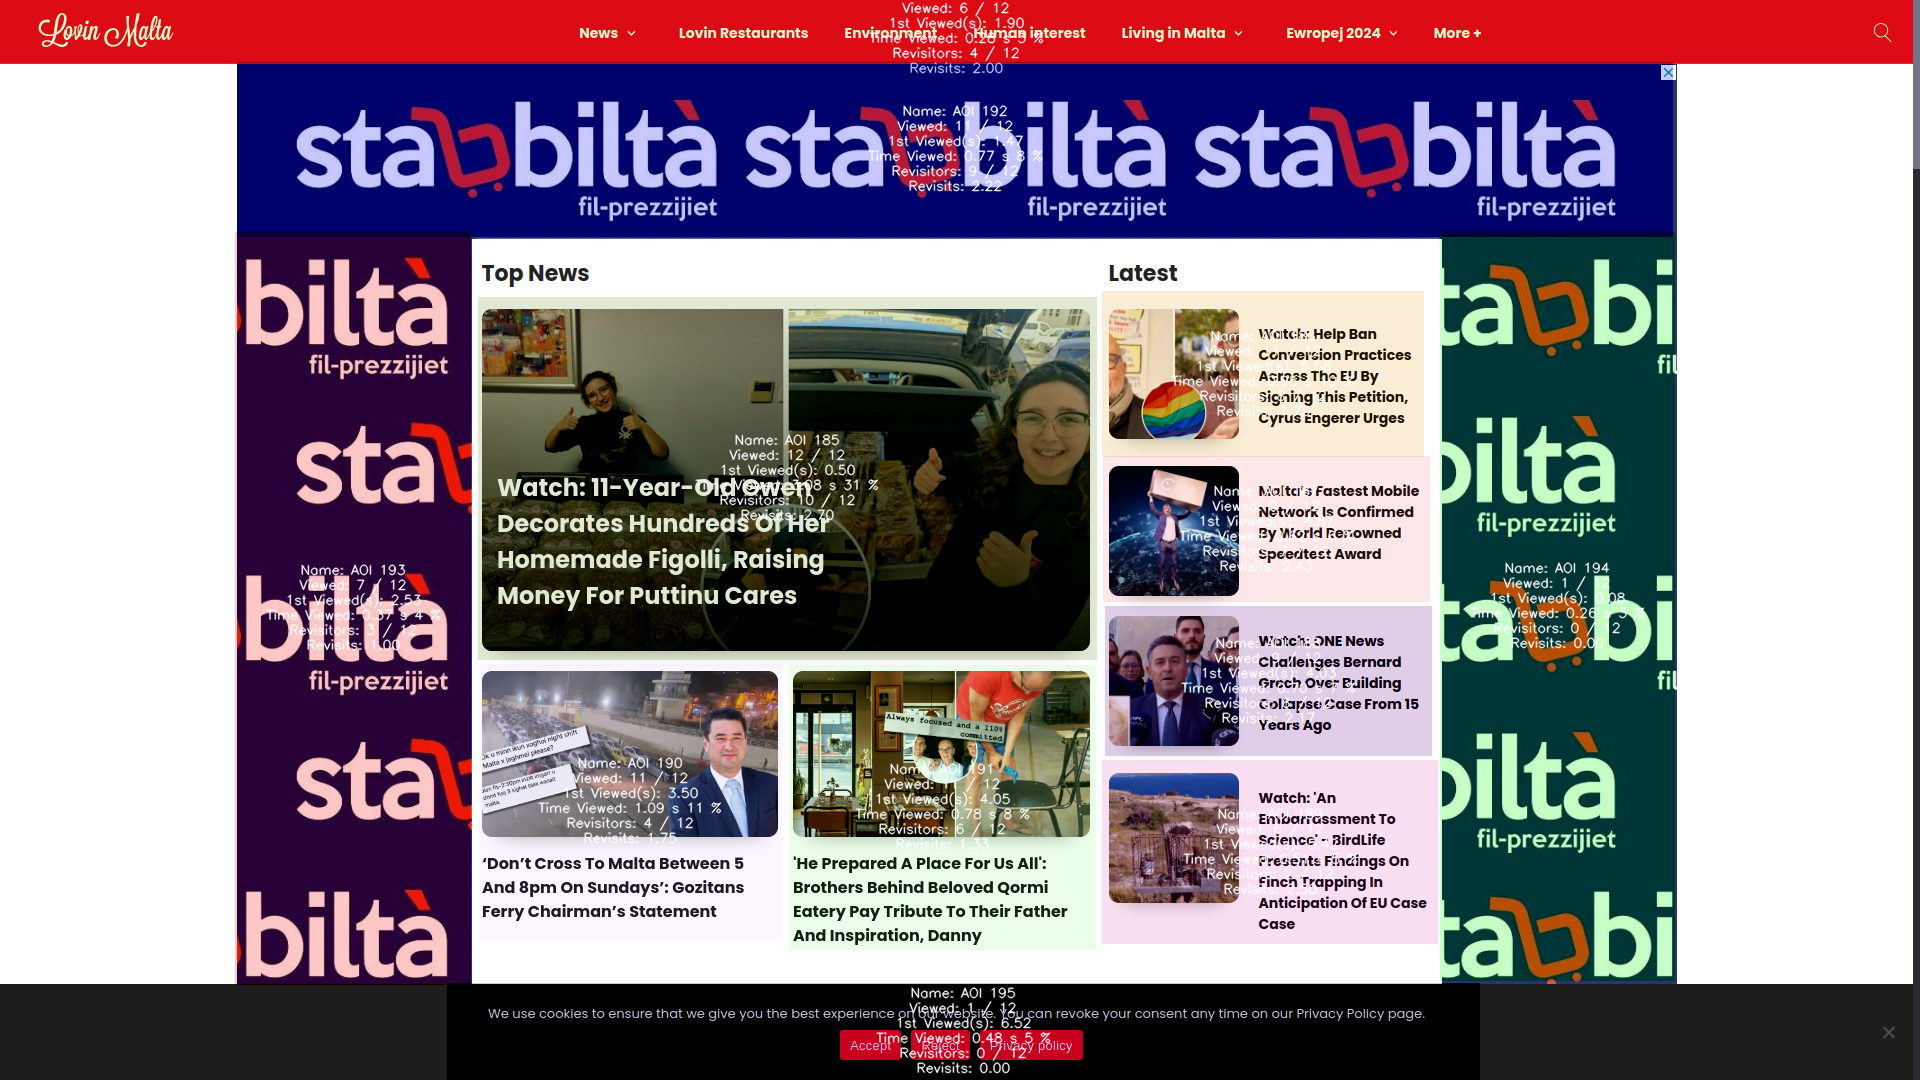 Lovin Malta
News
Lovin Restaurants
Environment
Human interest
Living in Malta
Ewropej 2024
More +
Viewed: 6 / 12
1st Viewed(s): 1.90
Time Viewed: 0.28 s 3 %
Revisitors: 4 / 12
Revisits: 2.00
stabbiltà stabbiltà stabbiltà
fil-prezzijiet fil-prezzijiet fil-prezzijiet
Name: AOI 192
Viewed: 11 / 12
1st Viewed(s): 1.47
Time Viewed: 0.77 s 8 %
Revisitors: 9 / 12
Revisits: 2.22
biltà
fil-prezzijiet
sta
biltà
fil-prezzijiet
sta
biltà
Name: AOI 193
Viewed: 7 / 12
1st Viewed(s): 2.53
Time Viewed: 0.37 s 4 %
Revisitors: 3 / 12
Revisits: 1.00
Top News
Name: AOI 185
Viewed: 12 / 12
1st Viewed(s): 0.50
Time Viewed: 3.08 s 31 %
Revisitors: 10 / 12
Revisits: 2.70
Watch: 11-Year-Old Gwen
Decorates Hundreds Of Her
Homemade Figolli, Raising
Money For Puttinu Cares
Name: AOI 190
Viewed: 11 / 12
1st Viewed(s): 3.50
Time Viewed: 1.09 s 11 %
Revisitors: 4 / 12
Revisits: 1.75
‘Don’t Cross To Malta Between 5
And 8pm On Sundays’: Gozitans
Ferry Chairman’s Statement
Always focused and a 110%
committed
Name: AOI 191
Viewed: / 12
1st Viewed(s): 4.05
Time Viewed: 0.78 s 8 %
Revisitors: 6 / 12
Revisits: 1.33
'He Prepared A Place For Us All':
Brothers Behind Beloved Qormi
Eatery Pay Tribute To Their Father
And Inspiration, Danny
Latest
Watch: Help Ban
Conversion Practices
Across The EU By
Signing This Petition,
Cyrus Engerer Urges
Malta's Fastest Mobile
Network Is Confirmed
By World Renowned
Speedtest Award
Revisits: 2.43
Watch: ONE News
Challenges Bernard
Grech Over Building
Collapse Case From 15
Years Ago
Revisits: 2.17
Watch: 'An
Embarrassment To
Science' - BirdLife
Presents Findings On
Finch Trapping In
Anticipation Of EU Case
Case
tabbi
fil
biltà
fil-prezzijiet
tabbi
fil
biltà
fil-prezzijiet
tabbi
Name: AOI 194
Viewed: 1 / 12
1st Viewed(s): 0.08
Time Viewed: 0.26 s 3 %
Revisitors: 0 / 12
Revisits: 0.00
We use cookies to ensure that we give you the best experience on our website. You can revoke your consent any time on our Privacy Policy page.
Accept
Reject
Privacy policy
Name: AOI 195
Viewed: 1 / 12
1st Viewed(s): 6.52
Time Viewed: 0.48 s 5 %
Revisitors: 0 / 12
Revisits: 0.00